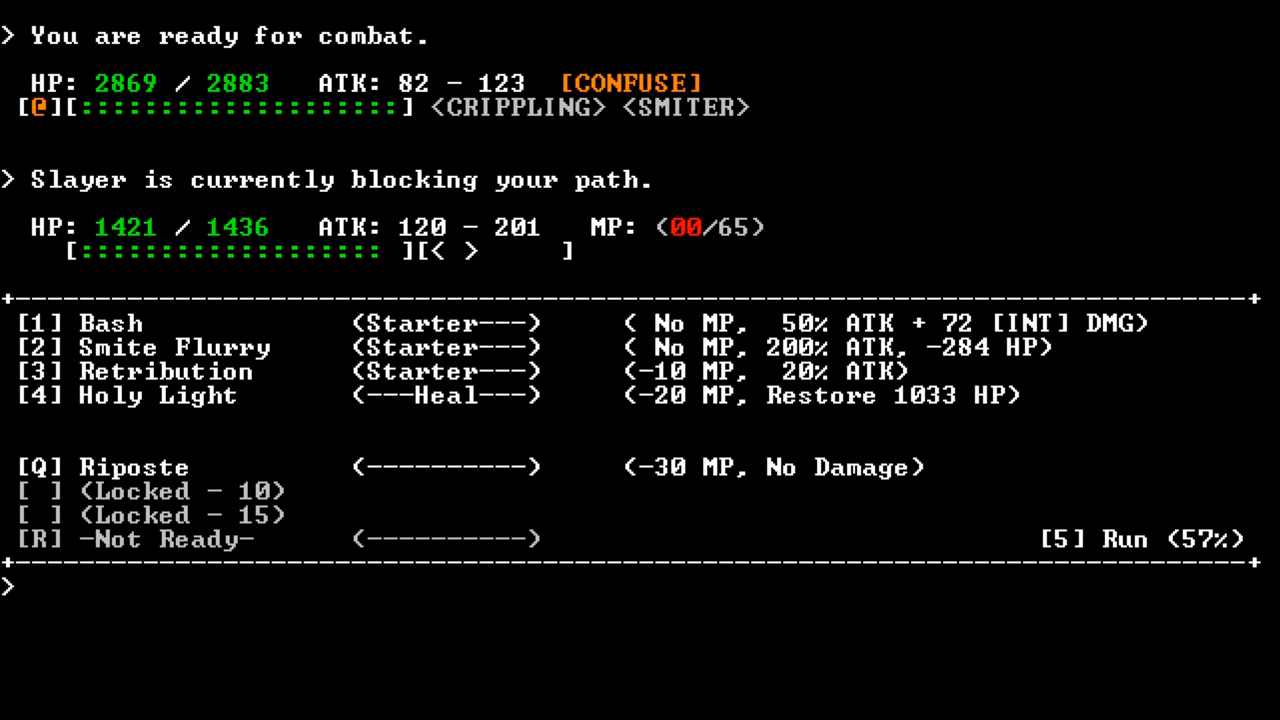 > You are ready for combat.
HP: 2869 / 2883 ATK: 82 - 123 [CONFUSE]
[@][::::::::::::::::::::] <CRIPPLING> <SMITER>
> Slayer is currently blocking your path.
HP: 1421 / 1436 ATK: 120 - 201 MP: (00/65)
[::::::::::::::::::: ][< > ]
+------------------------------------------------------------------------------+
[1] Bash (Starter---) ( No MP, 50% ATK + 72 [INT] DMG)
[2] Smite Flurry (Starter---) ( No MP, 200% ATK, -284 HP)
[3] Retribution (Starter---) (-10 MP, 20% ATK)
[4] Holy Light (---Heal---) (-20 MP, Restore 1033 HP)
[Q] Riposte (----------) (-30 MP, No Damage)
[ ] (Locked - 10)
[ ] (Locked - 15)
[R] -Not Ready- (----------) [5] Run (57%)
+------------------------------------------------------------------------------+
>